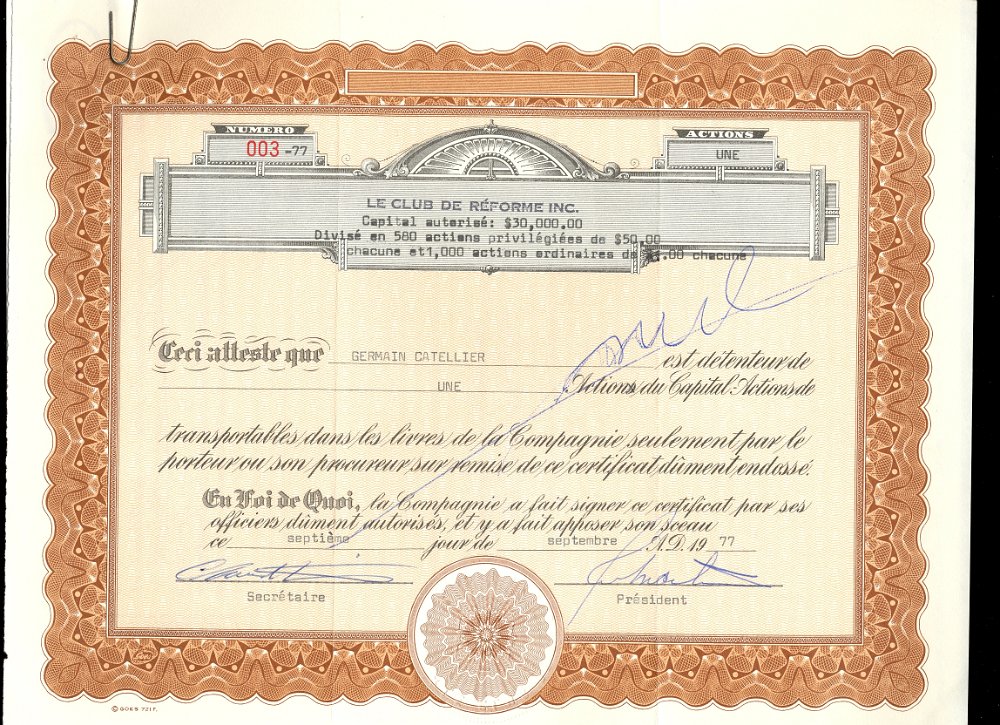 NUMERO
003 -77
ACTIONS
UNE
LE CLUB DE RÉFORME INC.
Capital autorisé: $30,000.00
Divisé en 580 actions privilégiées de $50.00
chacune et 1,000 actions ordinaires de .00 chacune
Ceci atteste que GERMAIN CATELLIER est détenteur de
UNE Actions du Capital-Actions de
transportables dans les livres de la Compagnie seulement par le
porteur ou son procureur sur remise de ce certificat dûment endossé.
En Foi de Quoi, la Compagnie a fait signer ce certificat par ses
officiers dûment autorisés, et y a fait apposer son sceau
ce septième jour de septembre A.D. 19 77
Secrétaire
Président
© GOES 721F.